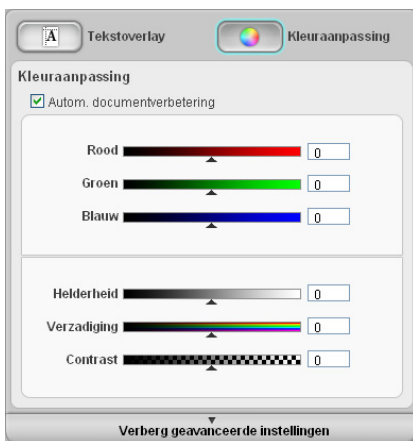 A Tekstoverlay Kleuraanpassing
Kleuraanpassing
Autom. documentverbetering
Rood 0
Groen 0
Blauw 0
Helderheid 0
Verzadiging 0
Contrast 0
Verberg geavanceerde instellingen